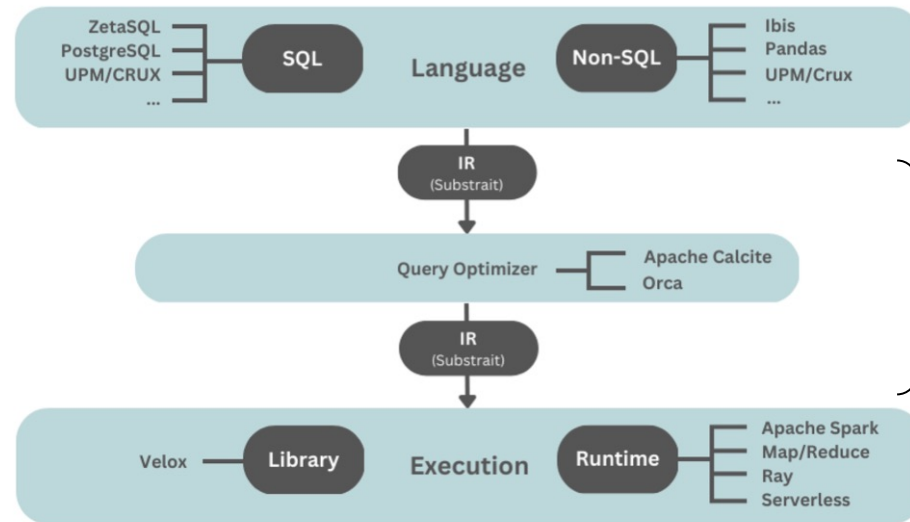 ZetaSQL
PostgreSQL
UPM/CRUX
...
SQL
Language
Non-SQL
Ibis
Pandas
UPM/Crux
...
IR
(Substrait)
Query Optimizer
Apache Calcite
Orca
IR
(Substrait)
Velox
Library
Execution
Runtime
Apache Spark
Map/Reduce
Ray
Serverless